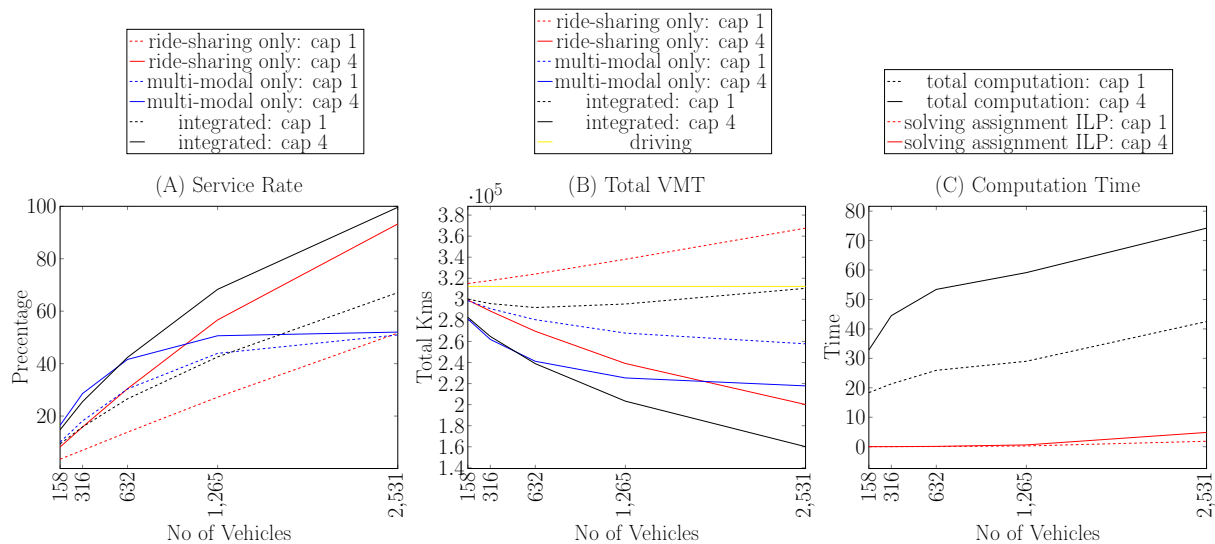 ride-sharing only: cap 1
ride-sharing only: cap 4
multi-modal only: cap 1
multi-modal only: cap 4
integrated: cap 1
integrated: cap 4
(A) Service Rate
100
80
60
40
20
Precentage
158
316
632
1,265
2,531
No of Vehicles
ride-sharing only: cap 1
ride-sharing only: cap 4
multi-modal only: cap 1
multi-modal only: cap 4
integrated: cap 1
integrated: cap 4
driving
(B) Total VMT
·10⁵
3.8
3.6
3.4
3.2
3
2.8
2.6
2.4
2.2
2
1.8
1.6
1.4
Total Kms
158
316
632
1,265
2,531
No of Vehicles
total computation: cap 1
total computation: cap 4
solving assignment ILP: cap 1
solving assignment ILP: cap 4
(C) Computation Time
80
70
60
50
40
30
20
10
0
Time
158
316
632
1,265
2,531
No of Vehicles